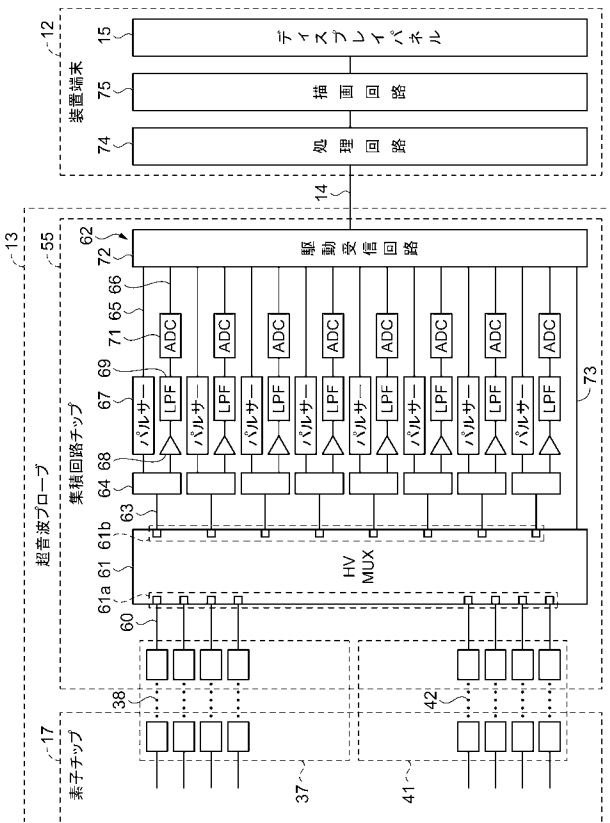 12
装置端末
15
ディスプレイパネル
75
描画回路
74
処理回路
14
13
超音波プローブ
55
集積回路チップ
62
72
駆動受信回路
65
66
71
ADC
ADC
ADC
ADC
ADC
ADC
ADC
ADC
67
69
パルサー
LPF
パルサー
LPF
パルサー
LPF
パルサー
LPF
パルサー
LPF
パルサー
LPF
パルサー
LPF
パルサー
LPF
68
64
63
73
61b
61
61a
HV
MUX
60
38
42
17
素子チップ
37
41